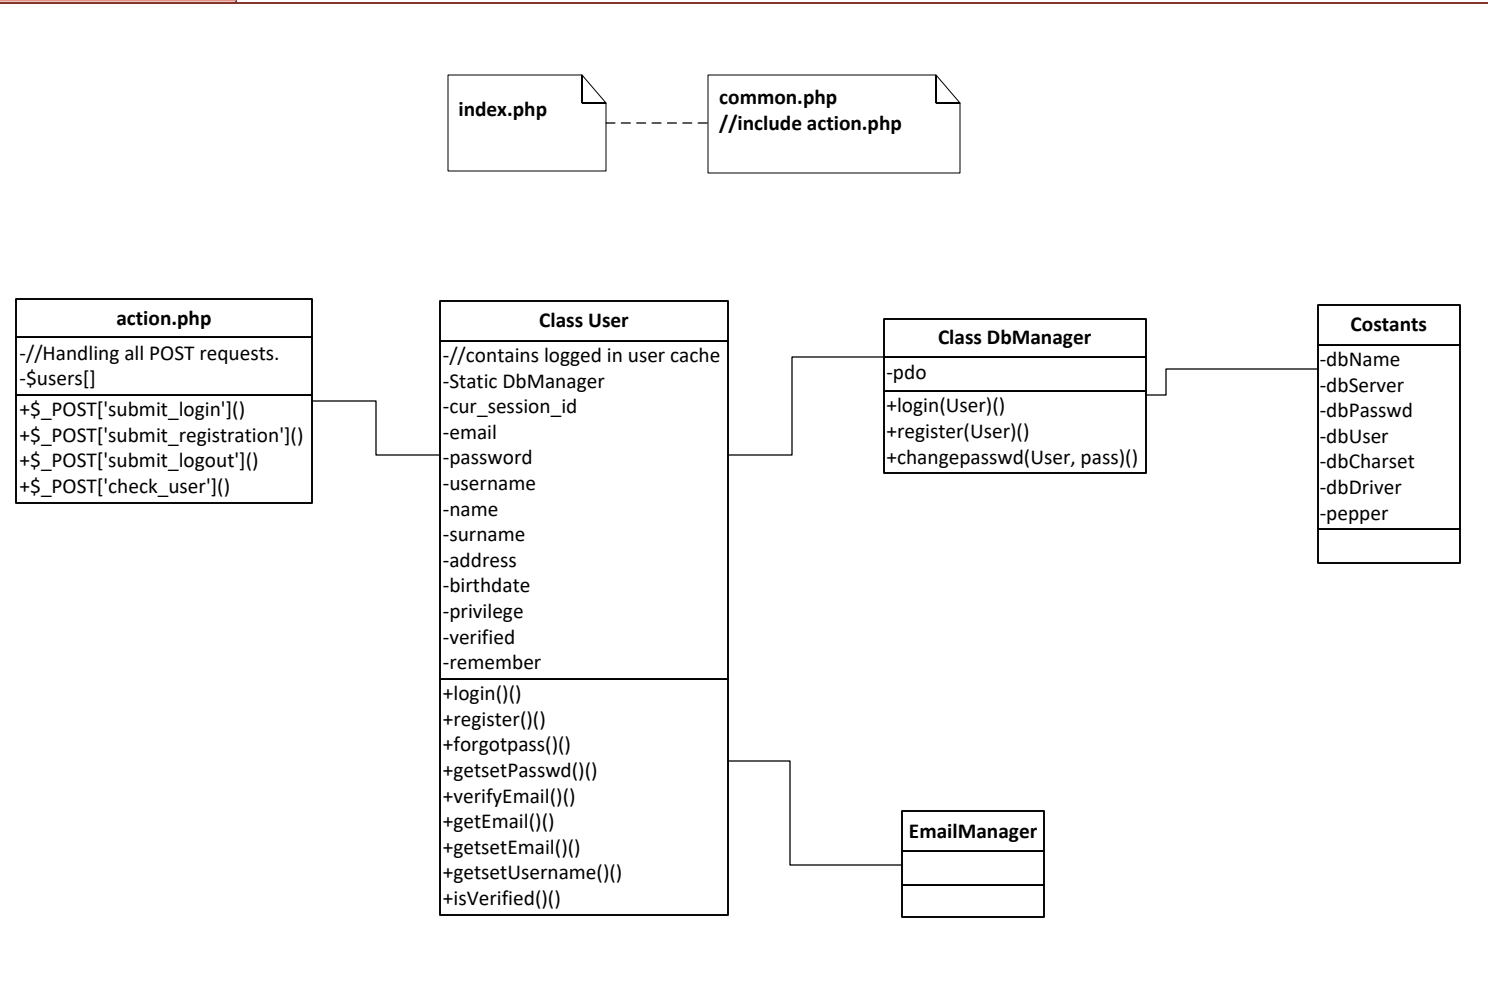 index.php
common.php
//include action.php
action.php
-//Handling all POST requests.
-$users[]
+$_POST['submit_login']()
+$_POST['submit_registration']()
+$_POST['submit_logout']()
+$_POST['check_user']()
Class User
-//contains logged in user cache
-Static DbManager
-cur_session_id
-email
-password
-username
-name
-surname
-address
-birthdate
-privilege
-verified
-remember
+login()()
+register()()
+forgotpass()()
+getsetPasswd()()
+verifyEmail()()
+getEmail()()
+getsetEmail()()
+getsetUsername()()
+isVerified()()
Class DbManager
-pdo
+login(User)()
+register(User)()
+changepasswd(User, pass)()
Costants
-dbName
-dbServer
-dbPasswd
-dbUser
-dbCharset
-dbDriver
-pepper
EmailManager